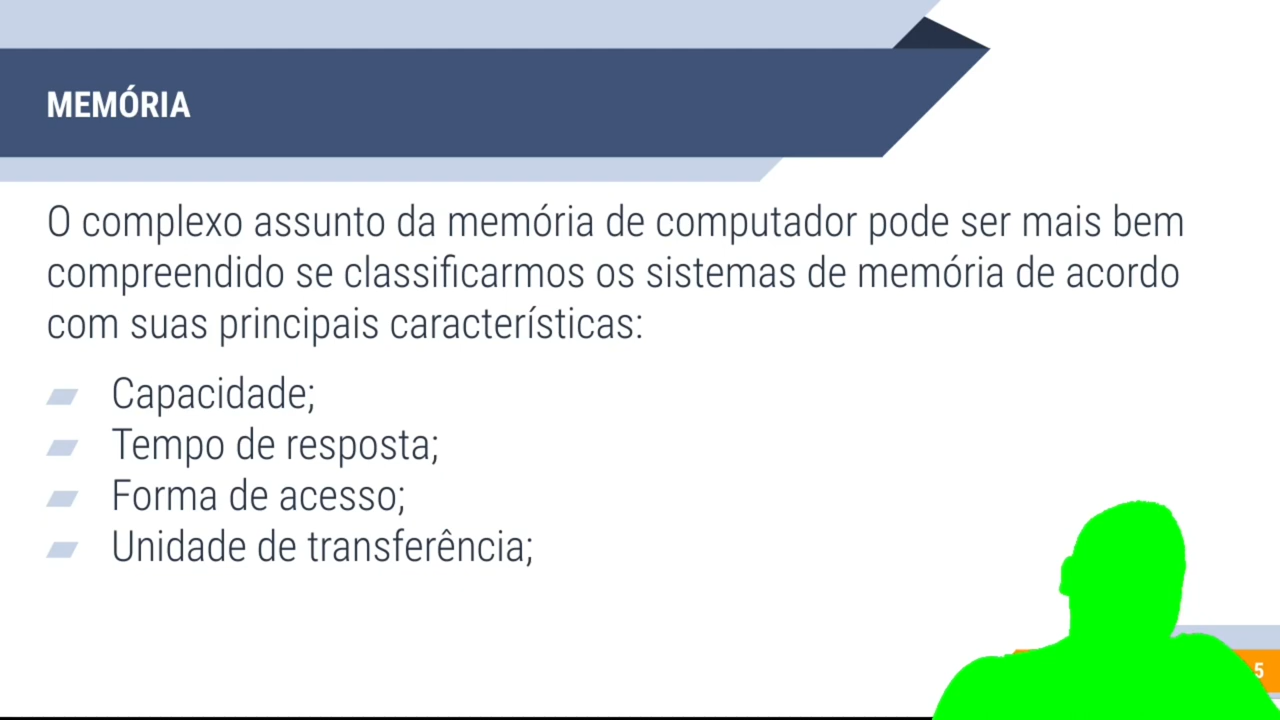 MEMÓRIA
O complexo assunto da memória de computador pode ser mais bem
compreendido se classificarmos os sistemas de memória de acordo
com suas principais características:
Capacidade;
Tempo de resposta;
Forma de acesso;
Unidade de transferência;
5